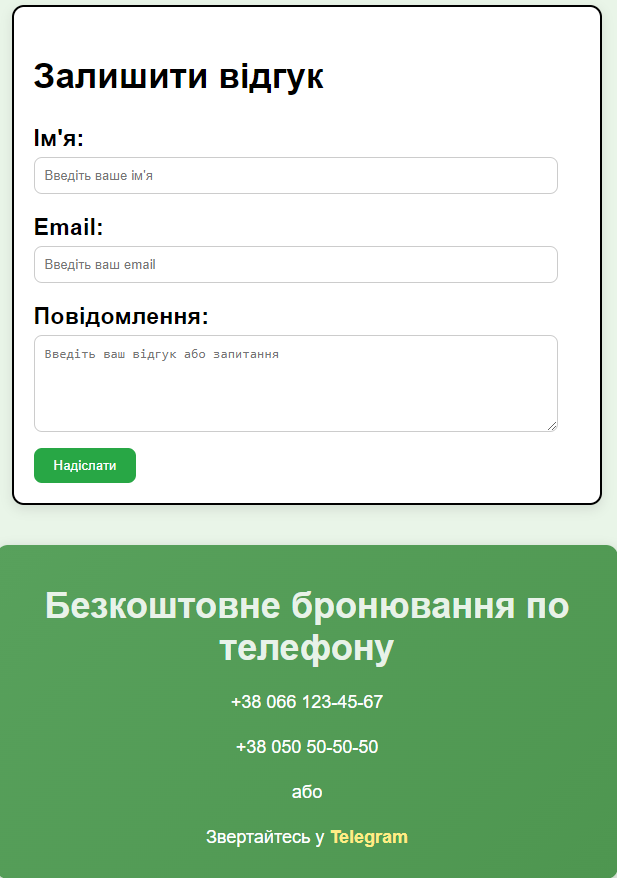 Залишити відгук
Ім'я:
Введіть ваше ім'я
Email:
Введіть ваш email
Повідомлення:
Введіть ваш відгук або запитання
Надіслати
Безкоштовне бронювання по
телефону
+38 066 123-45-67
+38 050 50-50-50
або
Звертайтесь у Telegram